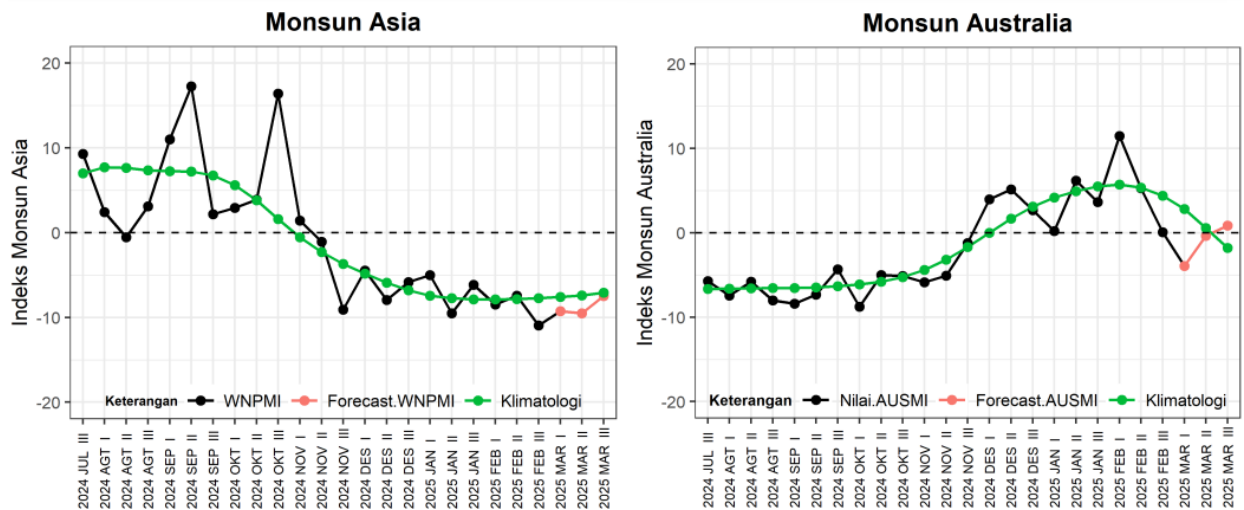 Monsun Asia
Indeks Monsun Asia
20
10
0
-10
-20
Keterangan WNPMI Forecast.WNPMI Klimatologi
2024 JUL III
2024 AGT I
2024 AGT II
2024 AGT III
2024 SEP I
2024 SEP II
2024 SEP III
2024 OKT I
2024 OKT II
2024 OKT III
2024 NOV I
2024 NOV II
2024 NOV III
2024 DES I
2024 DES II
2024 DES III
2025 JAN I
2025 JAN II
2025 JAN III
2025 FEB I
2025 FEB II
2025 FEB III
2025 MAR I
2025 MAR II
2025 MAR III
Monsun Australia
Indeks Monsun Australia
20
10
0
-10
-20
Keterangan Nilai.AUSMI Forecast.AUSMI Klimatologi
2024 JUL III
2024 AGT I
2024 AGT II
2024 AGT III
2024 SEP I
2024 SEP II
2024 SEP III
2024 OKT I
2024 OKT II
2024 OKT III
2024 NOV I
2024 NOV II
2024 NOV III
2024 DES I
2024 DES II
2024 DES III
2025 JAN I
2025 JAN II
2025 JAN III
2025 FEB I
2025 FEB II
2025 FEB III
2025 MAR I
2025 MAR II
2025 MAR III